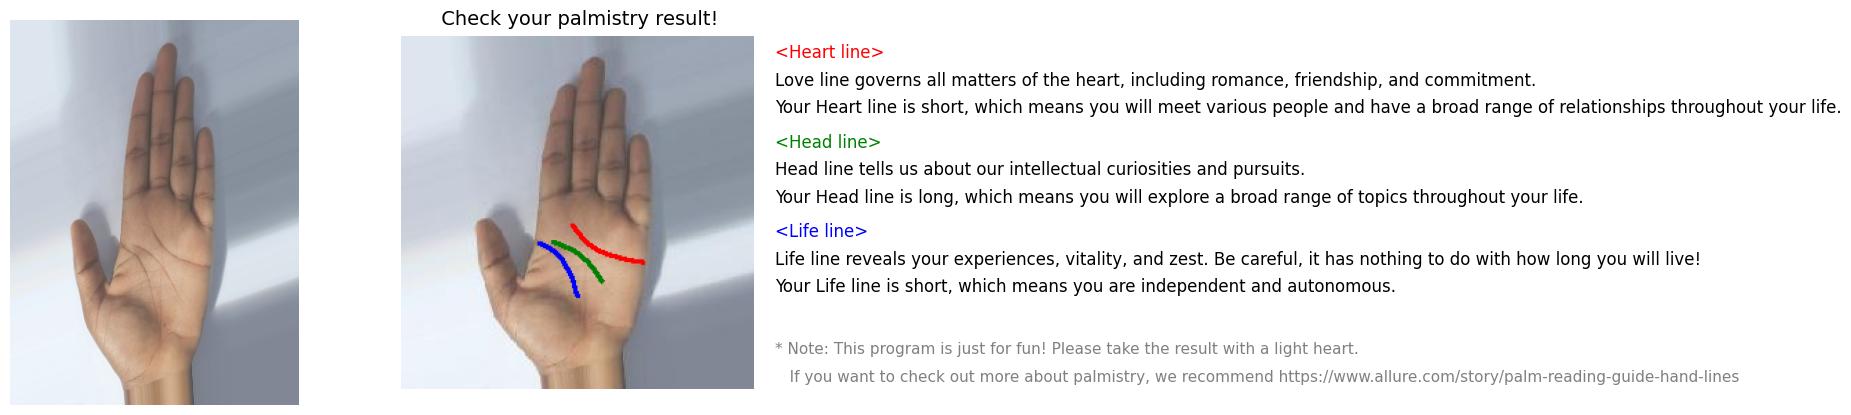 Check your palmistry result!
<Heart line>
Love line governs all matters of the heart, including romance, friendship, and commitment.
Your Heart line is short, which means you will meet various people and have a broad range of relationships throughout your life.
<Head line>
Head line tells us about our intellectual curiosities and pursuits.
Your Head line is long, which means you will explore a broad range of topics throughout your life.
<Life line>
Life line reveals your experiences, vitality, and zest. Be careful, it has nothing to do with how long you will live!
Your Life line is short, which means you are independent and autonomous.
* Note: This program is just for fun! Please take the result with a light heart.
If you want to check out more about palmistry, we recommend https://www.allure.com/story/palm-reading-guide-hand-lines